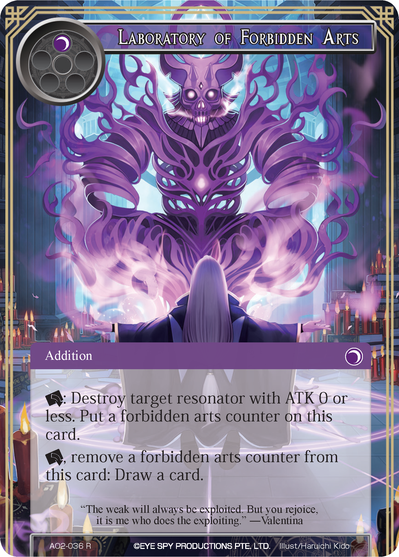 Laboratory of Forbidden Arts
Addition
: Destroy target resonator with ATK 0 or
less. Put a forbidden arts counter on this
card.
, remove a forbidden arts counter from
this card: Draw a card.
"The weak will always be exploited. But you rejoice,
it is me who does the exploiting." —Valentina
A02-036 R ©EYE SPY PRODUCTIONS PTE. LTD. Illust/Haruichi Kido